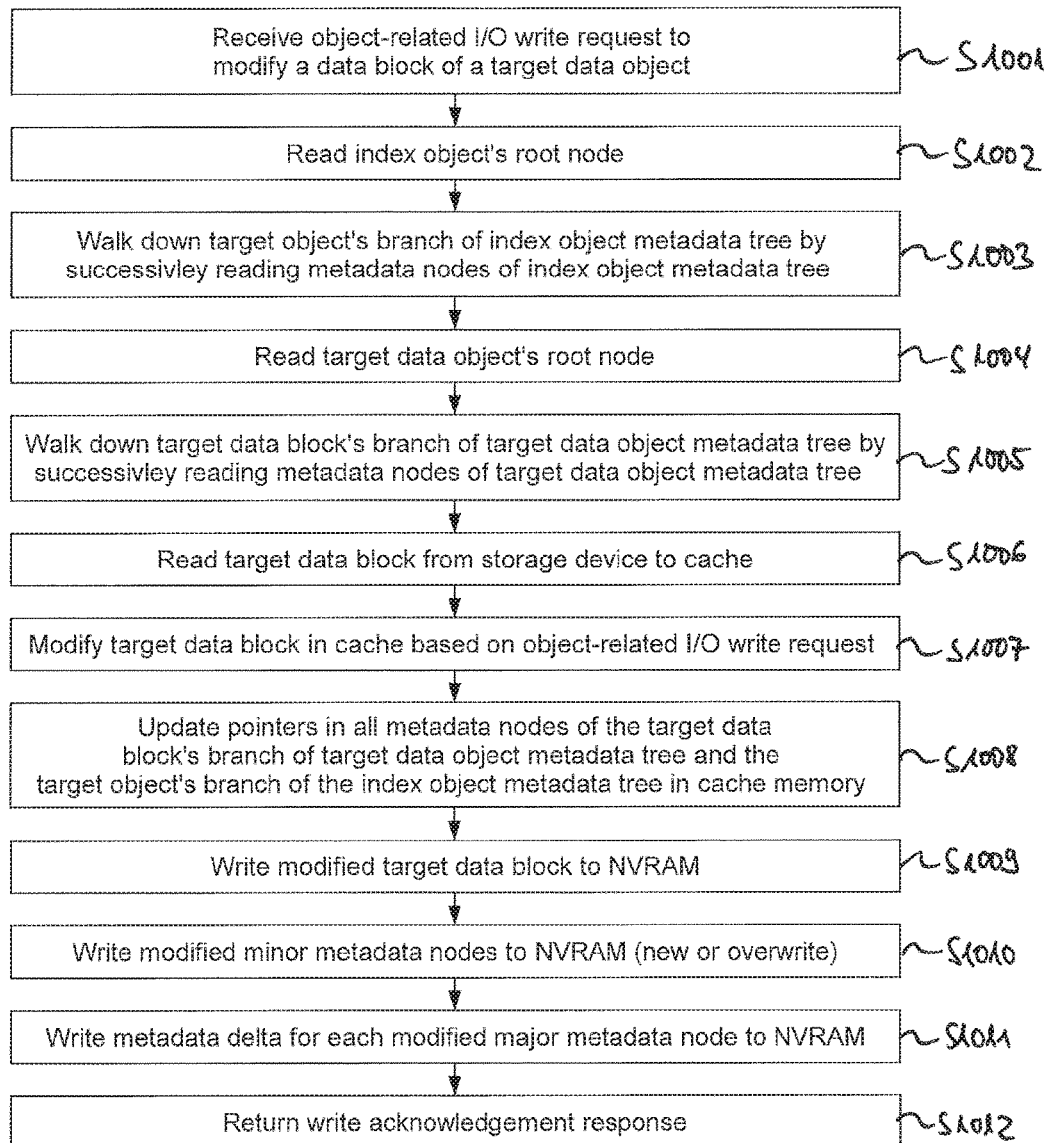 Receive object-related I/O write request to
modify a data block of a target data object
S1001
Read index object's root node
S1002
Walk down target object's branch of index object metadata tree by
successivley reading metadata nodes of index object metadata tree
S1003
Read target data object's root node
S1004
Walk down target data block's branch of target data object metadata tree by
successivley reading metadata nodes of target data object metadata tree
S1005
Read target data block from storage device to cache
S1006
Modify target data block in cache based on object-related I/O write request
S1007
Update pointers in all metadata nodes of the target data
block's branch of target data object metadata tree and the
target object's branch of the index object metadata tree in cache memory
S1008
Write modified target data block to NVRAM
S1009
Write modified minor metadata nodes to NVRAM (new or overwrite)
S1010
Write metadata delta for each modified major metadata node to NVRAM
S1011
Return write acknowledgement response
S1012